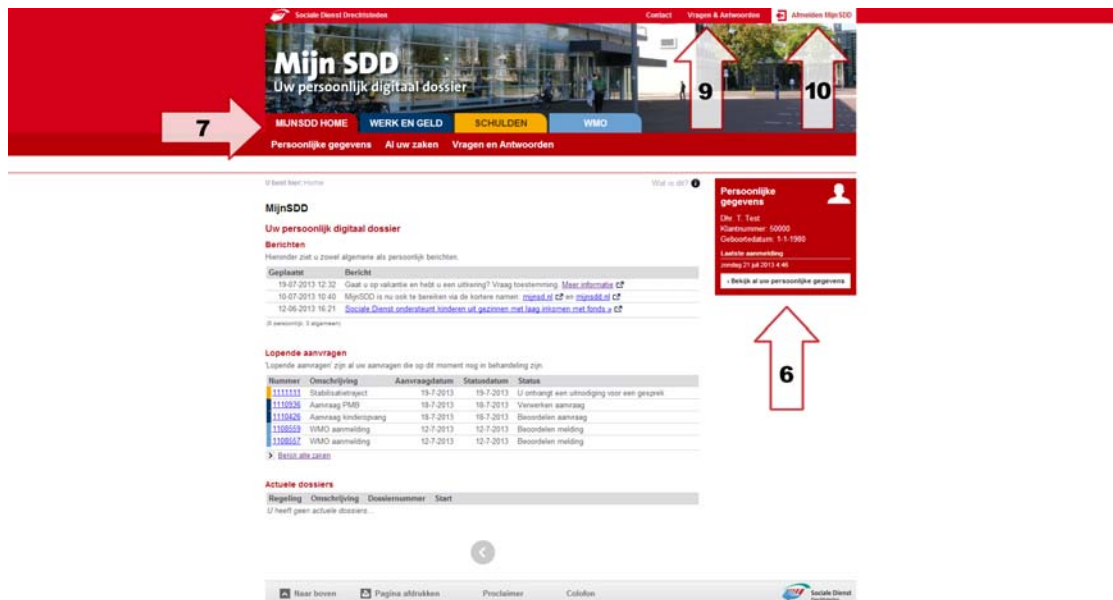 Sociale Dienst Drechtsteden
Contact Vragen & Antwoorden Afmelden MijnSDD
Mijn SDD
Uw persoonlijk digitaal dossier
9 10
7
MIJNSDD HOME WERK EN GELD SCHULDEN WMO
Persoonlijke gegevens Al uw zaken Vragen en Antwoorden
U bent hier: Home Wat is dit?
MijnSDD
Uw persoonlijk digitaal dossier
Berichten
Hieronder ziet u zowel algemene als persoonlijk berichten.
Geplaatst Bericht
19-07-2013 12:32 Gaat u op vakantie en hebt u een uitkering? Vraag toestemming. Meer informatie
10-07-2013 10:40 MijnSDD is nu ook te bereiken via de kortere namen: mijnsd.nl en mijnsdd.nl
12-06-2013 16:21 Sociale Dienst ondersteunt kinderen uit gezinnen met laag inkomen met fonds »
(0 persoonlijk, 3 algemeen)
Persoonlijke
gegevens
Dhr. T. Test
Klantnummer: 50000
Geboortedatum: 1-1-1980
Laatste aanmelding
zondag 21 juli 2013 4:46
› Bekijk al uw persoonlijke gegevens
6
Lopende aanvragen
'Lopende aanvragen' zijn al uw aanvragen die op dit moment nog in behandeling zijn.
Nummer Omschrijving Aanvraagdatum Statusdatum Status
1111111 Stabilisatietraject 19-7-2013 19-7-2013 U ontvangt een uitnodiging voor een gesprek
1110936 Aanvraag PMB 18-7-2013 18-7-2013 Verwerken aanvraag
1110426 Aanvraag kinderopvang 18-7-2013 18-7-2013 Beoordelen aanvraag
1108559 WMO aanmelding 12-7-2013 12-7-2013 Beoordelen melding
1108557 WMO aanmelding 12-7-2013 12-7-2013 Beoordelen melding
Bekijk alle zaken
Actuele dossiers
Regeling Omschrijving Dossiernummer Start
U heeft geen actuele dossiers...
Naar boven Pagina afdrukken Proclaimer Colofon Sociale Dienst
Drechtsteden